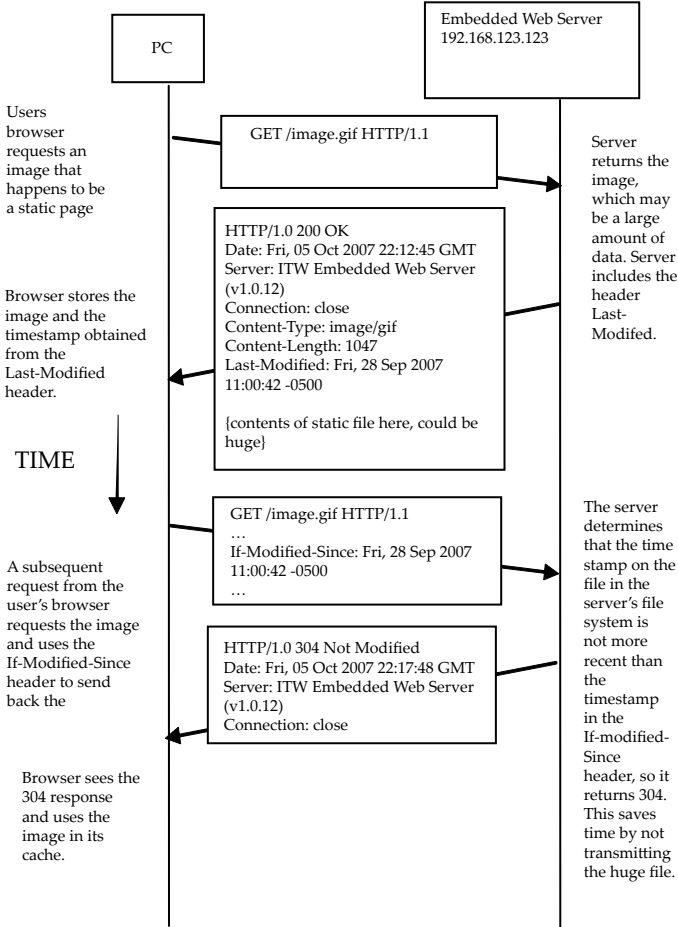 PC
Embedded Web Server
192.168.123.123
Users
browser
requests an
image that
happens to be
a static page
GET /image.gif HTTP/1.1
Server
returns the
image,
which may
be a large
amount of
data. Server
includes the
header
Last-
Modifed.
HTTP/1.0 200 OK
Date: Fri, 05 Oct 2007 22:12:45 GMT
Server: ITW Embedded Web Server
(v1.0.12)
Connection: close
Content-Type: image/gif
Content-Length: 1047
Last-Modified: Fri, 28 Sep 2007
11:00:42 -0500
{contents of static file here, could be
huge}
Browser stores the
image and the
timestamp obtained
from the
Last-Modified
header.
TIME
GET /image.gif HTTP/1.1
…
If-Modified-Since: Fri, 28 Sep 2007
11:00:42 -0500
…
The server
determines
that the time
stamp on the
file in the
server's file
system is
not more
recent than
the
timestamp
in the
If-modified-
Since
header, so it
returns 304.
This saves
time by not
transmitting
the huge file.
A subsequent
request from the
user's browser
requests the image
and uses the
If-Modified-Since
header to send
back the
HTTP/1.0 304 Not Modified
Date: Fri, 05 Oct 2007 22:17:48 GMT
Server: ITW Embedded Web Server
(v1.0.12)
Connection: close
Browser sees the
304 response
and uses the
image in its
cache.